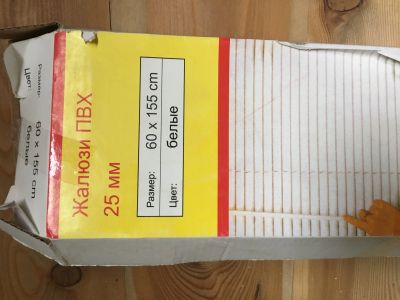 Жалюзи ПВХ
25 мм
Размер: 60 x 155 cm
Цвет: белые
Размер: 60 x 155 cm
Цвет: белые